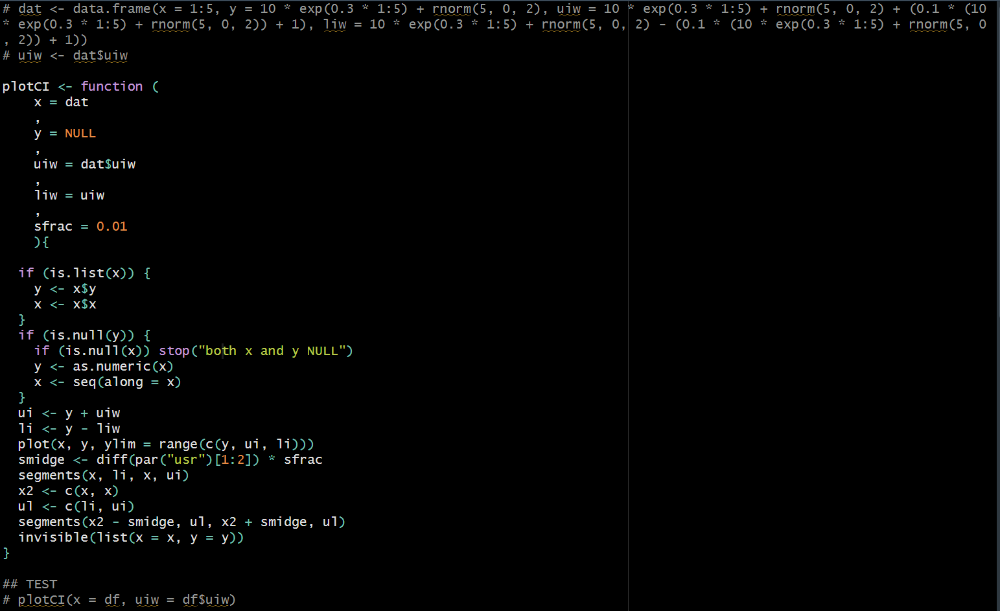 # dat <- data.frame(x = 1:5, y = 10 * exp(0.3 * 1:5) + rnorm(5, 0, 2), uiw = 10 * exp(0.3 * 1:5) + rnorm(5, 0, 2) + (0.1 * (10
* exp(0.3 * 1:5) + rnorm(5, 0, 2)) + 1), liw = 10 * exp(0.3 * 1:5) + rnorm(5, 0, 2) - (0.1 * (10 * exp(0.3 * 1:5) + rnorm(5, 0
, 2)) + 1))
# uiw <- dat$uiw

plotCI <- function (
    x = dat
    ,
    y = NULL
    ,
    uiw = dat$uiw
    ,
    liw = uiw
    ,
    sfrac = 0.01
    ){

  if (is.list(x)) {
    y <- x$y
    x <- x$x
  }
  if (is.null(y)) {
    if (is.null(x)) stop("both x and y NULL")
    y <- as.numeric(x)
    x <- seq(along = x)
  }
  ui <- y + uiw
  li <- y - liw
  plot(x, y, ylim = range(c(y, ui, li)))
  smidge <- diff(par("usr")[1:2]) * sfrac
  segments(x, li, x, ui)
  x2 <- c(x, x)
  ul <- c(li, ui)
  segments(x2 - smidge, ul, x2 + smidge, ul)
  invisible(list(x = x, y = y))
}

## TEST
# plotCI(x = df, uiw = df$uiw)